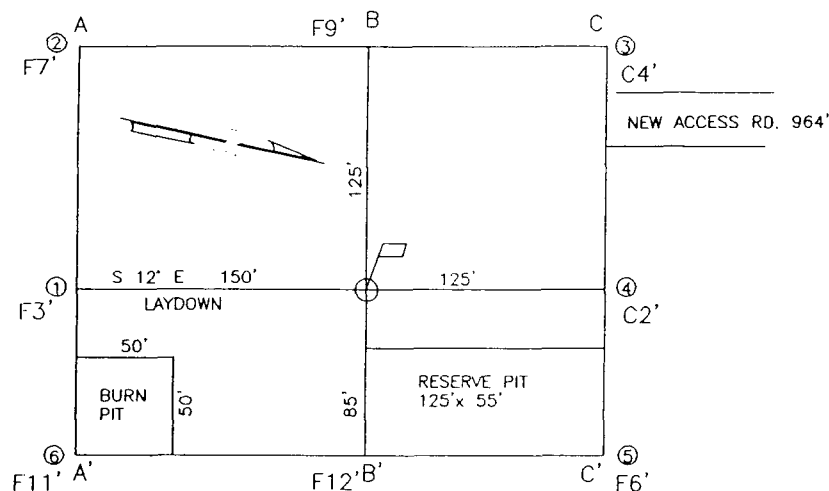 A B C
② F9' ③
F7' C4'
NEW ACCESS RD. 964'
125'
S 12° E 150' 125'
① ④
F3' LAYDOWN C2'
50'
BURN PIT
50'
85'
RESERVE PIT
125' x 55'
⑥ ⑤
F11' A' F12' B' C' F6'